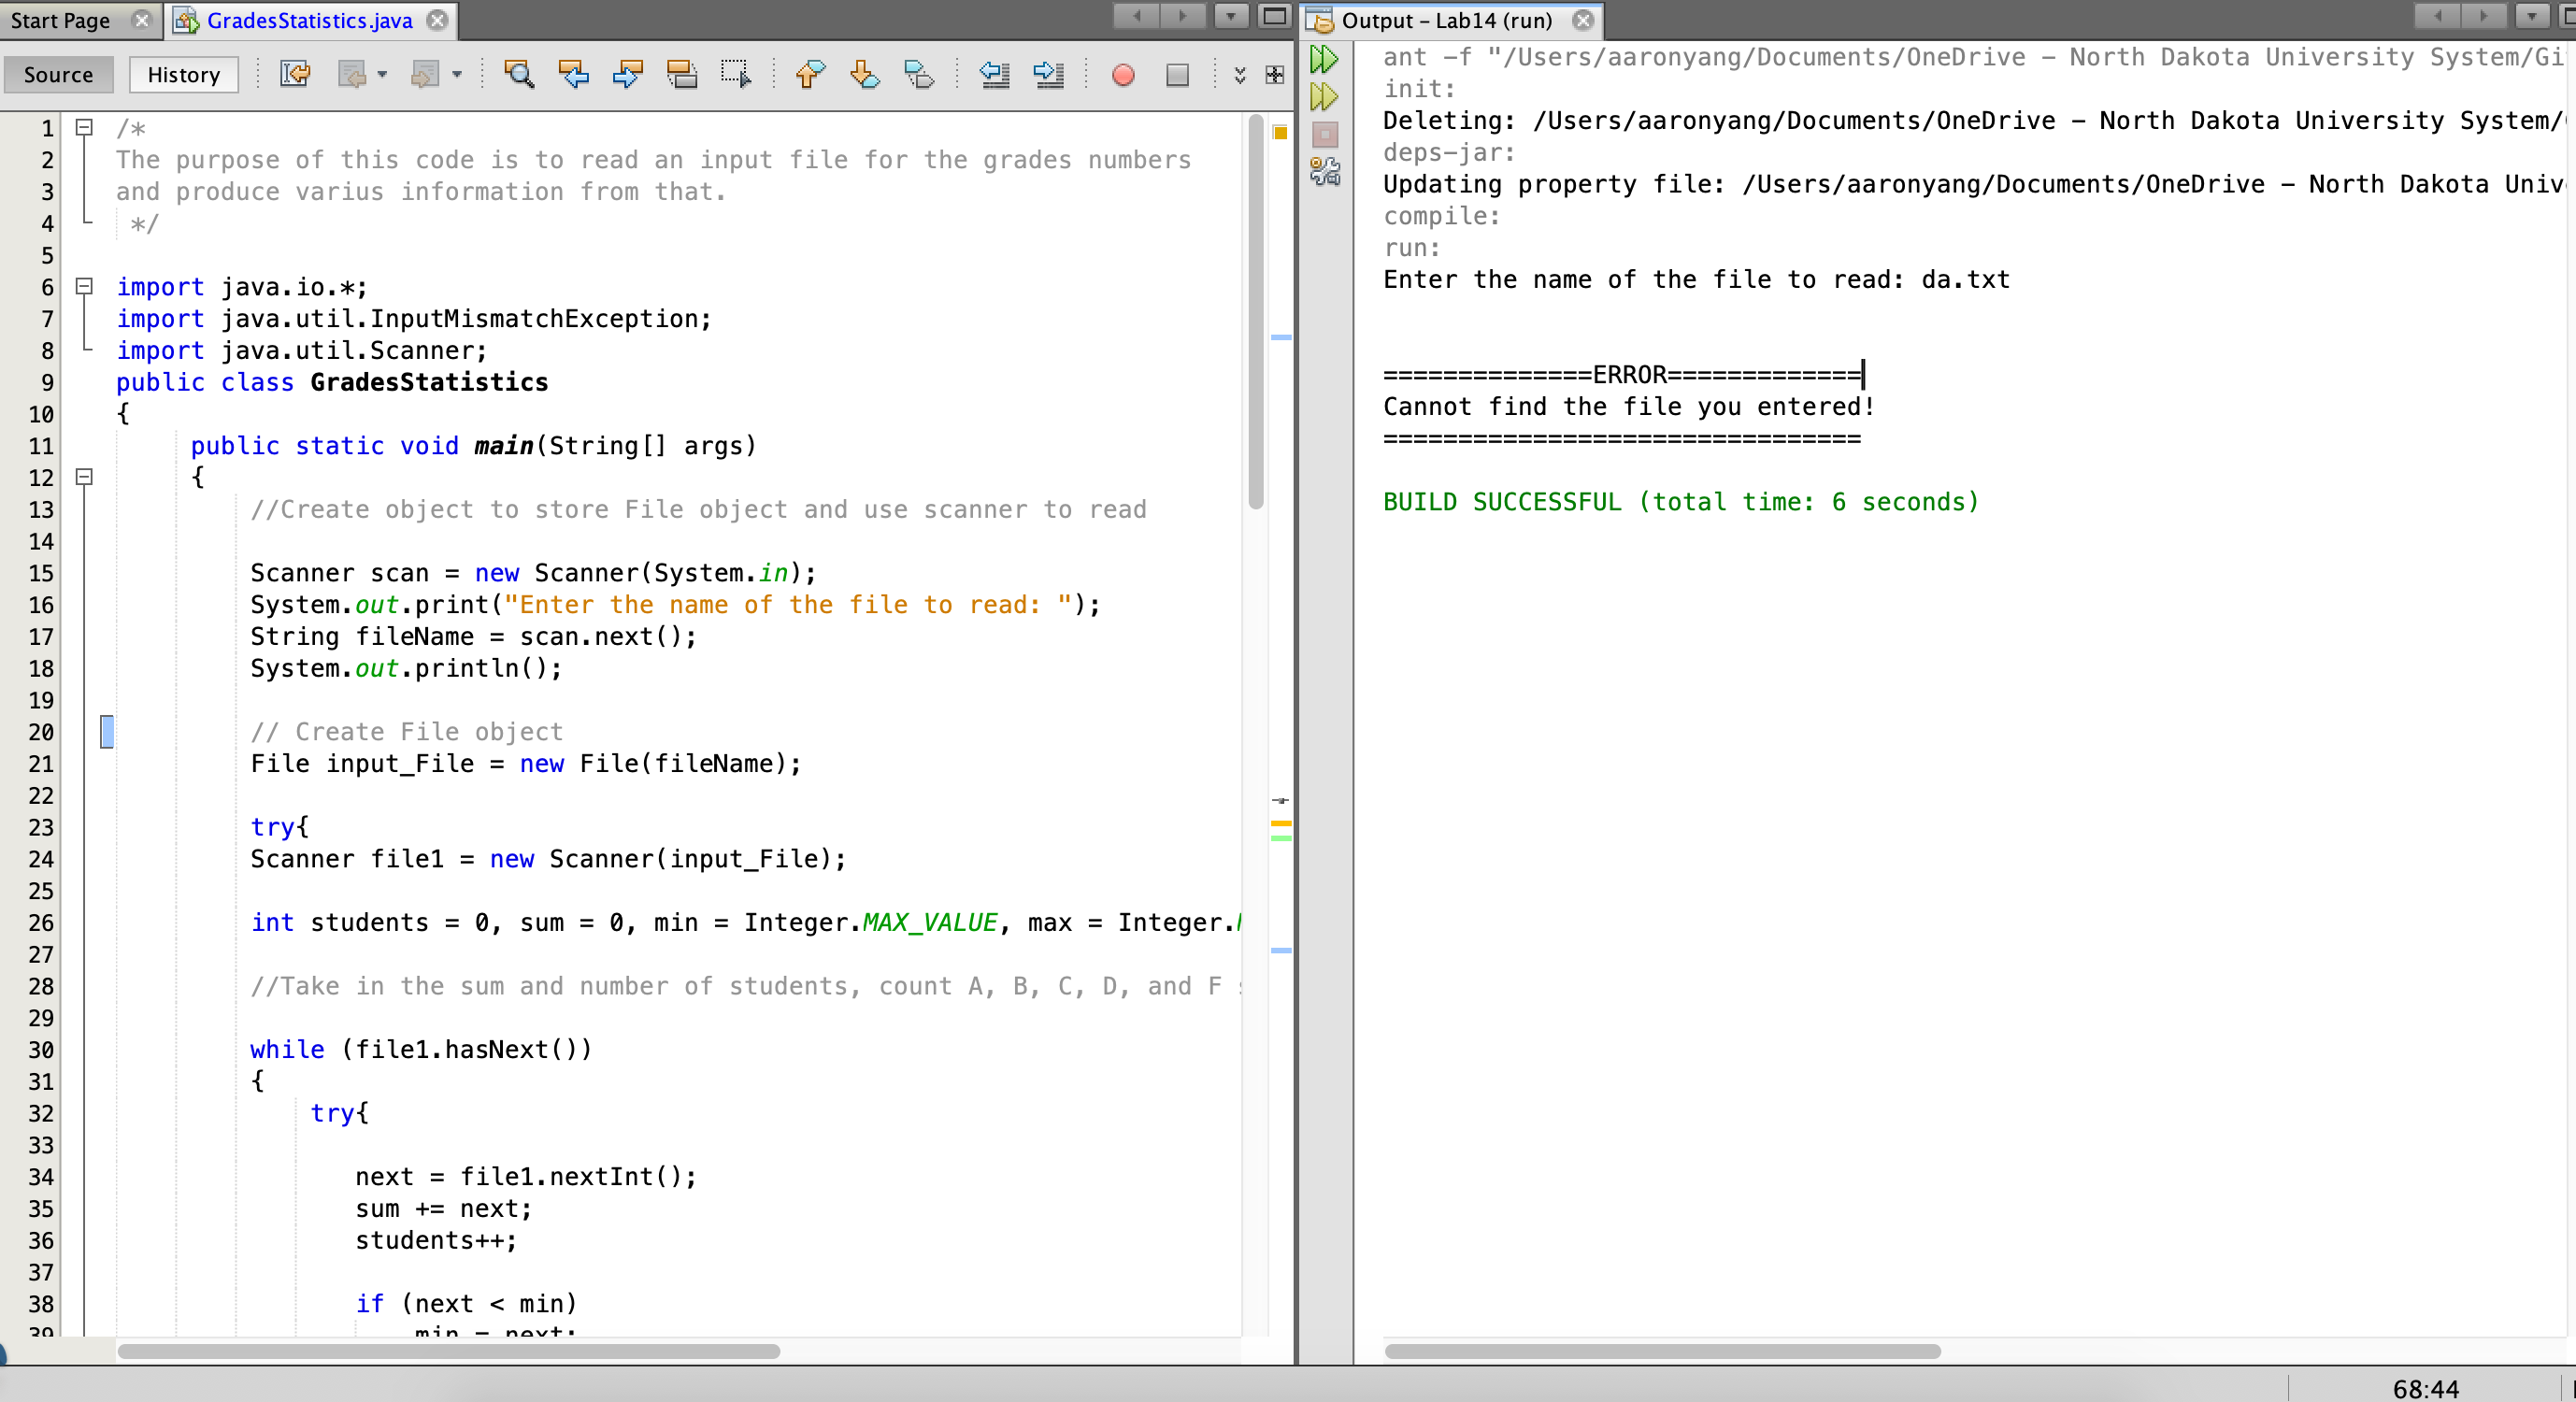 Start Page
GradesStatistics.java
Source
History
1 /*
2 The purpose of this code is to read an input file for the grades numbers
3 and produce varius information from that.
4 */
5
6 import java.io.*;
7 import java.util.InputMismatchException;
8 import java.util.Scanner;
9 public class GradesStatistics
10 {
11 public static void main(String[] args)
12 {
13 //Create object to store File object and use scanner to read
14
15 Scanner scan = new Scanner(System.in);
16 System.out.print("Enter the name of the file to read: ");
17 String fileName = scan.next();
18 System.out.println();
19
20 // Create File object
21 File input_File = new File(fileName);
22
23 try{
24 Scanner file1 = new Scanner(input_File);
25
26 int students = 0, sum = 0, min = Integer.MAX_VALUE, max = Integer.
27
28 //Take in the sum and number of students, count A, B, C, D, and F
29
30 while (file1.hasNext())
31 {
32 try{
33
34 next = file1.nextInt();
35 sum += next;
36 students++;
37
38 if (next < min)
39 min = next;
Output - Lab14 (run)
ant -f "/Users/aaronyang/Documents/OneDrive - North Dakota University System/Gi
init:
Deleting: /Users/aaronyang/Documents/OneDrive - North Dakota University System/
deps-jar:
Updating property file: /Users/aaronyang/Documents/OneDrive - North Dakota Univ
compile:
run:
Enter the name of the file to read: da.txt
==============ERROR=============
Cannot find the file you entered!
================================
BUILD SUCCESSFUL (total time: 6 seconds)
68:44